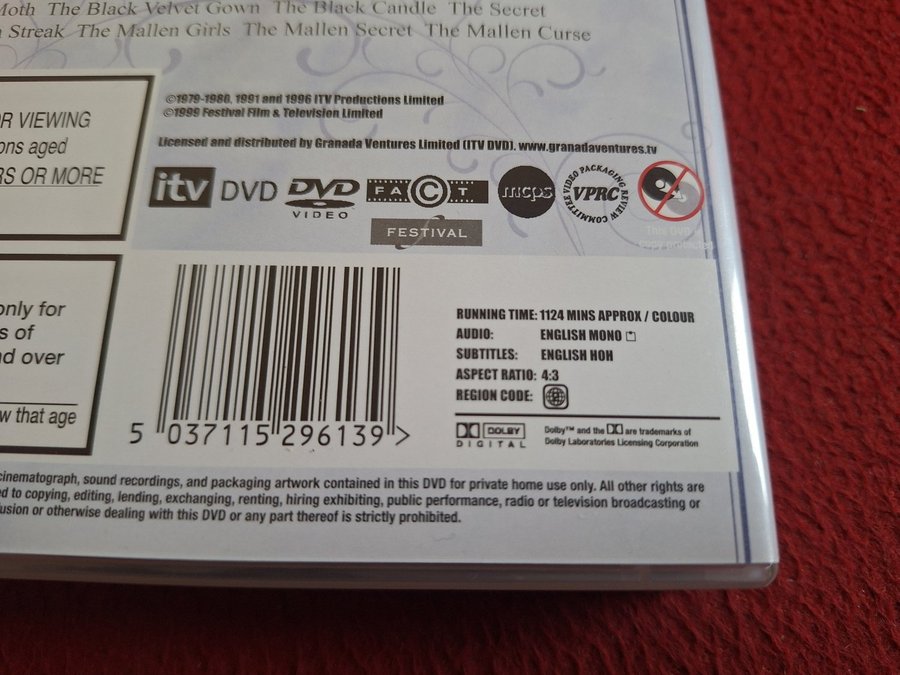 Moth The Black Velvet Gown The Black Candle The Secret
Streak The Mallen Girls The Mallen Secret The Mallen Curse
©1979-1980, 1991 and 1996 ITV Productions Limited
©1999 Festival Film & Television Limited
Licensed and distributed by Granada Ventures Limited (ITV DVD). www.granadaventures.tv
VIEWING
aged
OR MORE
itv DVD DVD VIDEO FACT mcps VIDEO PACKAGING REVIEW COMMITTEE VPRC
This DVD is
copy protected
FESTIVAL
only for
of
over
that age
5 037115 296139 >
RUNNING TIME: 1124 MINS APPROX / COLOUR
AUDIO: ENGLISH MONO
SUBTITLES: ENGLISH HOH
ASPECT RATIO: 4:3
REGION CODE: 2
DOLBY DIGITAL
Dolby™ and the are trademarks of
Dolby Laboratories Licensing Corporation
cinematograph, sound recordings, and packaging artwork contained in this DVD for private home use only. All other rights are
to copying, editing, lending, exchanging, renting, hiring exhibiting, public performance, radio or television broadcasting or
or otherwise dealing with this DVD or any part thereof is strictly prohibited.